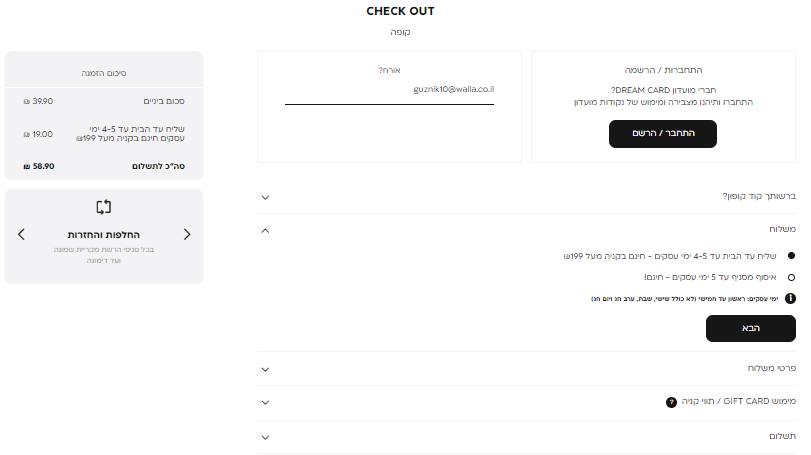 CHECK OUT
קופה
התחברות / הרשמה
חברי מועדון DREAM CARD?
התחברו ותיהנו מצבירה ומימוש של נקודות מועדון
התחבר / הרשם
אורח?
guznik10@walla.co.il
ברשותך קוד קופון?
משלוח
שליח עד הבית עד 4-5 ימי עסקים - חינם בקניה מעל 199₪
איסוף מסניף עד 5 ימי עסקים - חינם!
ימי עסקים: ראשון עד חמישי (לא כולל שישי, שבת, ערב חג ויום חג)
הבא
פרטי משלוח
מימוש GIFT CARD / תווי קניה ?
תשלום
סיכום הזמנה
סכום ביניים 39.90 ₪
שליח עד הבית עד 4-5 ימי
עסקים חינם בקניה מעל 199₪ 19.00 ₪
סה"כ לתשלום 58.90 ₪
החלפות והחזרות
בכל סניפי הרשת מקריית שמונה
ועד דימונה